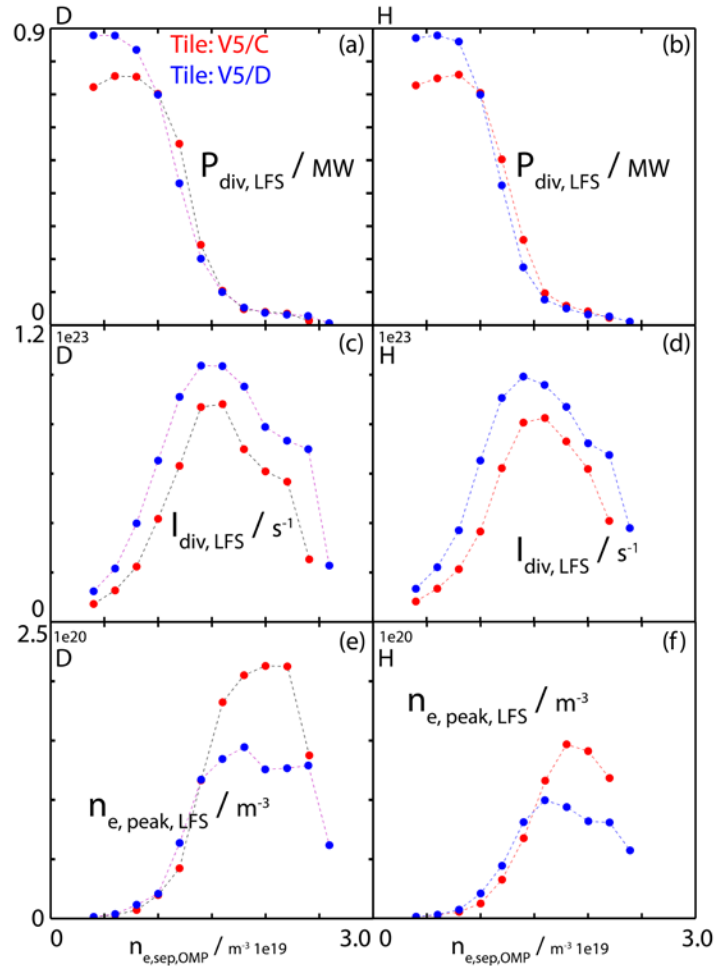 D
H
0.9
Tile: V5/C
(a)
(b)
Tile: V5/D
P div, LFS / MW
P div, LFS / MW
0
1.2
1e23
1e23
D
(c)
H
(d)
I div, LFS / s-1
I div, LFS / s-1
0
2.5
1e20
1e20
D
(e)
H
(f)
n e, peak, LFS / m-3
n e, peak, LFS / m-3
0
0
n e,sep,OMP / m-3 1e19
3.0
0
n e,sep,OMP / m-3 1e19
3.0